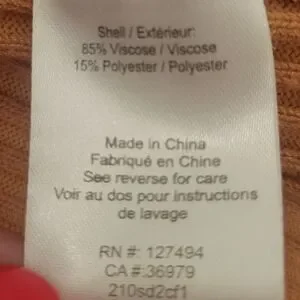 Shell / Extérieur:
85% Viscose / Viscose
15% Polyester / Polyester
Made in China
Fabriqué en Chine
See reverse for care
Voir au dos pour instructions
de lavage
RN #: 127494
CA #:36979
210sd2cf1